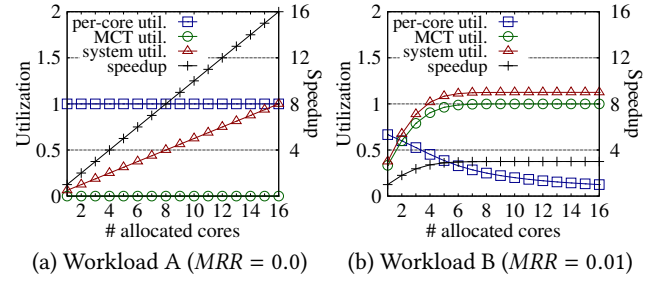 per-core util.
MCT util.
system util.
speedup
Utilization
2
1.5
1
0.5
0
16
12
8
4
Speedup
2 4 6 8 10 12 14 16
# allocated cores
(a) Workload A (MRR = 0.0)
per-core util.
MCT util.
system util.
speedup
Utilization
2
1.5
1
0.5
0
16
12
8
4
Speedup
2 4 6 8 10 12 14 16
# allocated cores
(b) Workload B (MRR = 0.01)